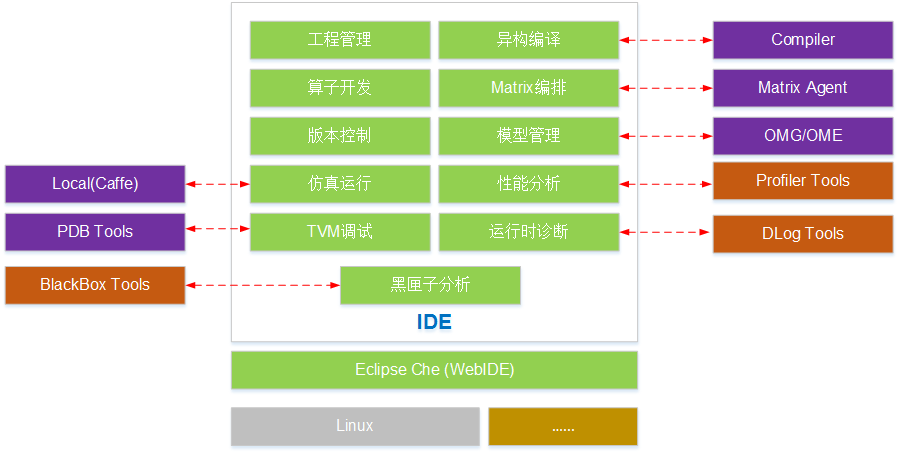 工程管理
异构编译
Compiler
算子开发
Matrix编排
Matrix Agent
版本控制
模型管理
OMG/OME
Local(Caffe)
仿真运行
性能分析
Profiler Tools
PDB Tools
TVM调试
运行时诊断
DLog Tools
BlackBox Tools
黑匣子分析
IDE
Eclipse Che (WebIDE)
Linux
......